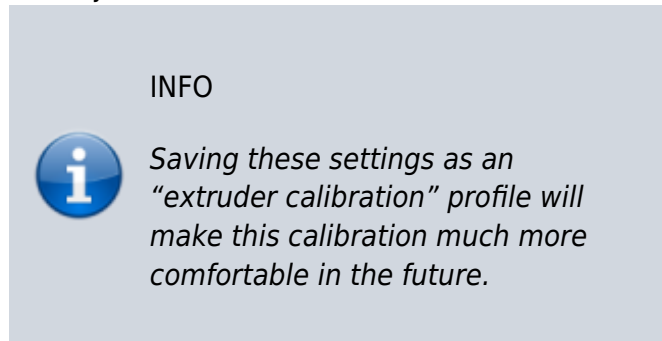 INFO
Saving these settings as an
“extruder calibration” profile will
make this calibration much more
comfortable in the future.